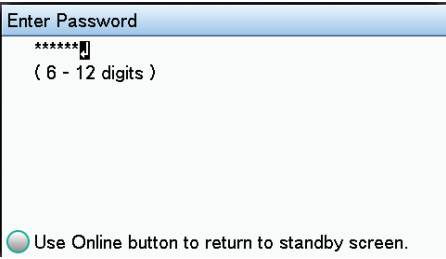 Enter Password
******↵
( 6 - 12 digits )
Use Online button to return to standby screen.